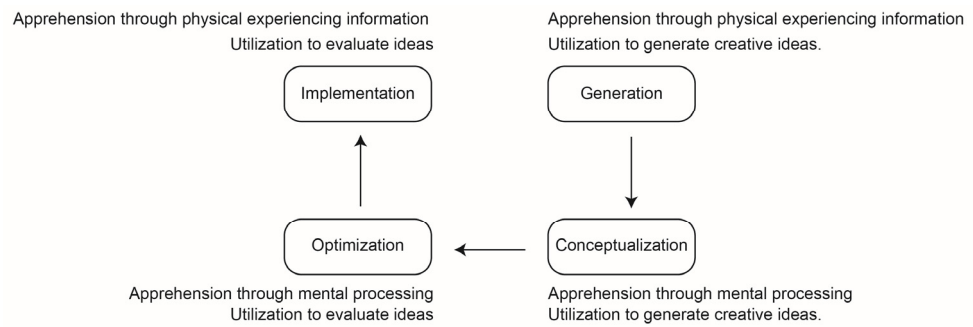 Apprehension through physical experiencing information
Utilization to evaluate ideas
Implementation
Apprehension through physical experiencing information
Utilization to generate creative ideas.
Generation
Optimization
Apprehension through mental processing
Utilization to evaluate ideas
Conceptualization
Apprehension through mental processing
Utilization to generate creative ideas.